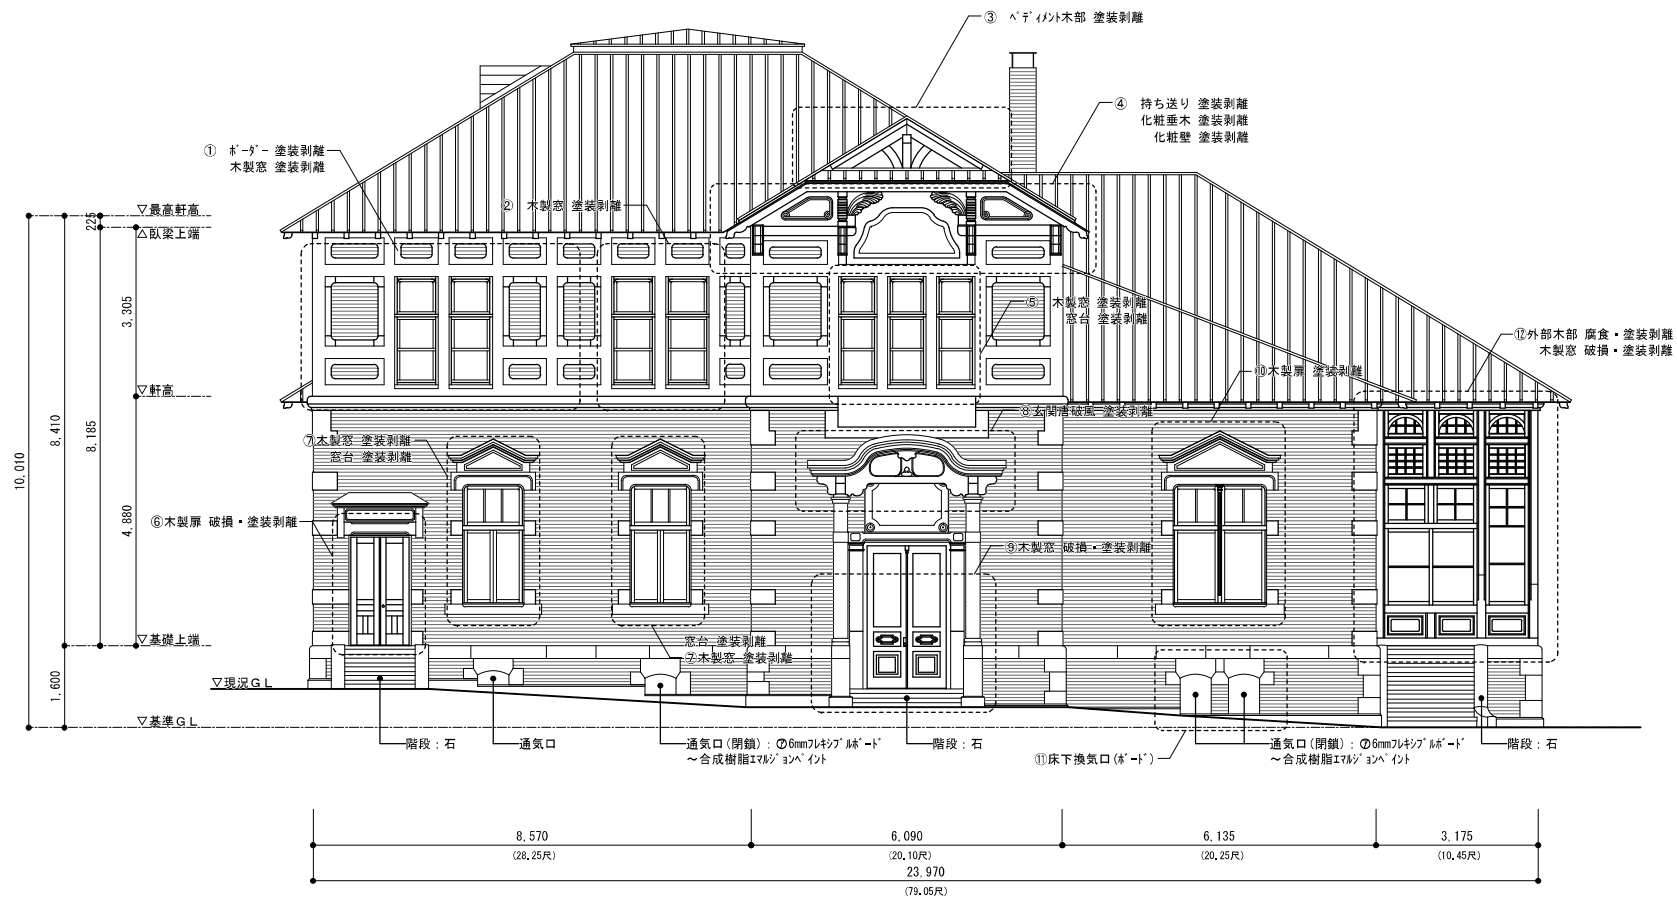 ③ ﾍﾟﾃﾞｨﾒﾝﾄ木部 塗装剥離
④ 持ち送り 塗装剥離
化粧垂木 塗装剥離
化粧壁 塗装剥離
① ﾎﾞｰﾀﾞｰ 塗装剥離
木製窓 塗装剥離
② 木製窓 塗装剥離
▽最高軒高
△臥梁上端
225
3,305
⑤ 木製窓 塗装剥離
窓台 塗装剥離
⑫外部木部 腐食・塗装剥離
木製窓 破損・塗装剥離
⑩木製扉 塗装剥離
▽軒高
⑧玄関唐破風 塗装剥離
⑦木製窓 塗装剥離
窓台 塗装剥離
10,010
8,410
8,185
4,880
⑥木製扉 破損・塗装剥離
⑨木製窓 破損・塗装剥離
▽基礎上端
窓台 塗装剥離
⑦木製窓 塗装剥離
1,600
▽現況ＧＬ
▽基準ＧＬ
階段：石
通気口
通気口(閉鎖)：⑦6mmﾌﾚｷｼﾌﾞﾙﾎﾞｰﾄﾞ
～合成樹脂ｴﾏﾙｼﾞｮﾝﾍﾟｲﾝﾄ
階段：石
⑪床下換気口(ﾎﾞｰﾄﾞ)
通気口(閉鎖)：⑦6mmﾌﾚｷｼﾌﾞﾙﾎﾞｰﾄﾞ
～合成樹脂ｴﾏﾙｼﾞｮﾝﾍﾟｲﾝﾄ
階段：石
8,570
(28.25尺)
6,090
(20.10尺)
6,135
(20.25尺)
3,175
(10.45尺)
23,970
(79.05尺)